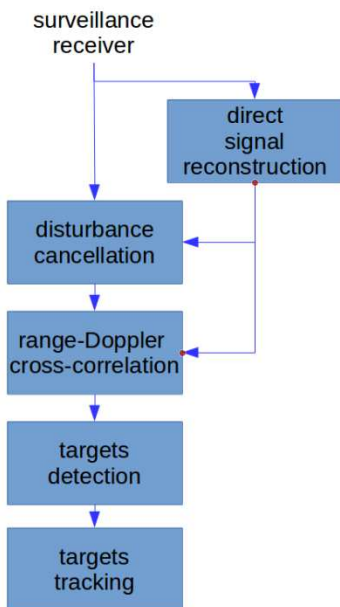 surveillance
receiver
direct
signal
reconstruction
disturbance
cancellation
range-Doppler
cross-correlation
targets
detection
targets
tracking